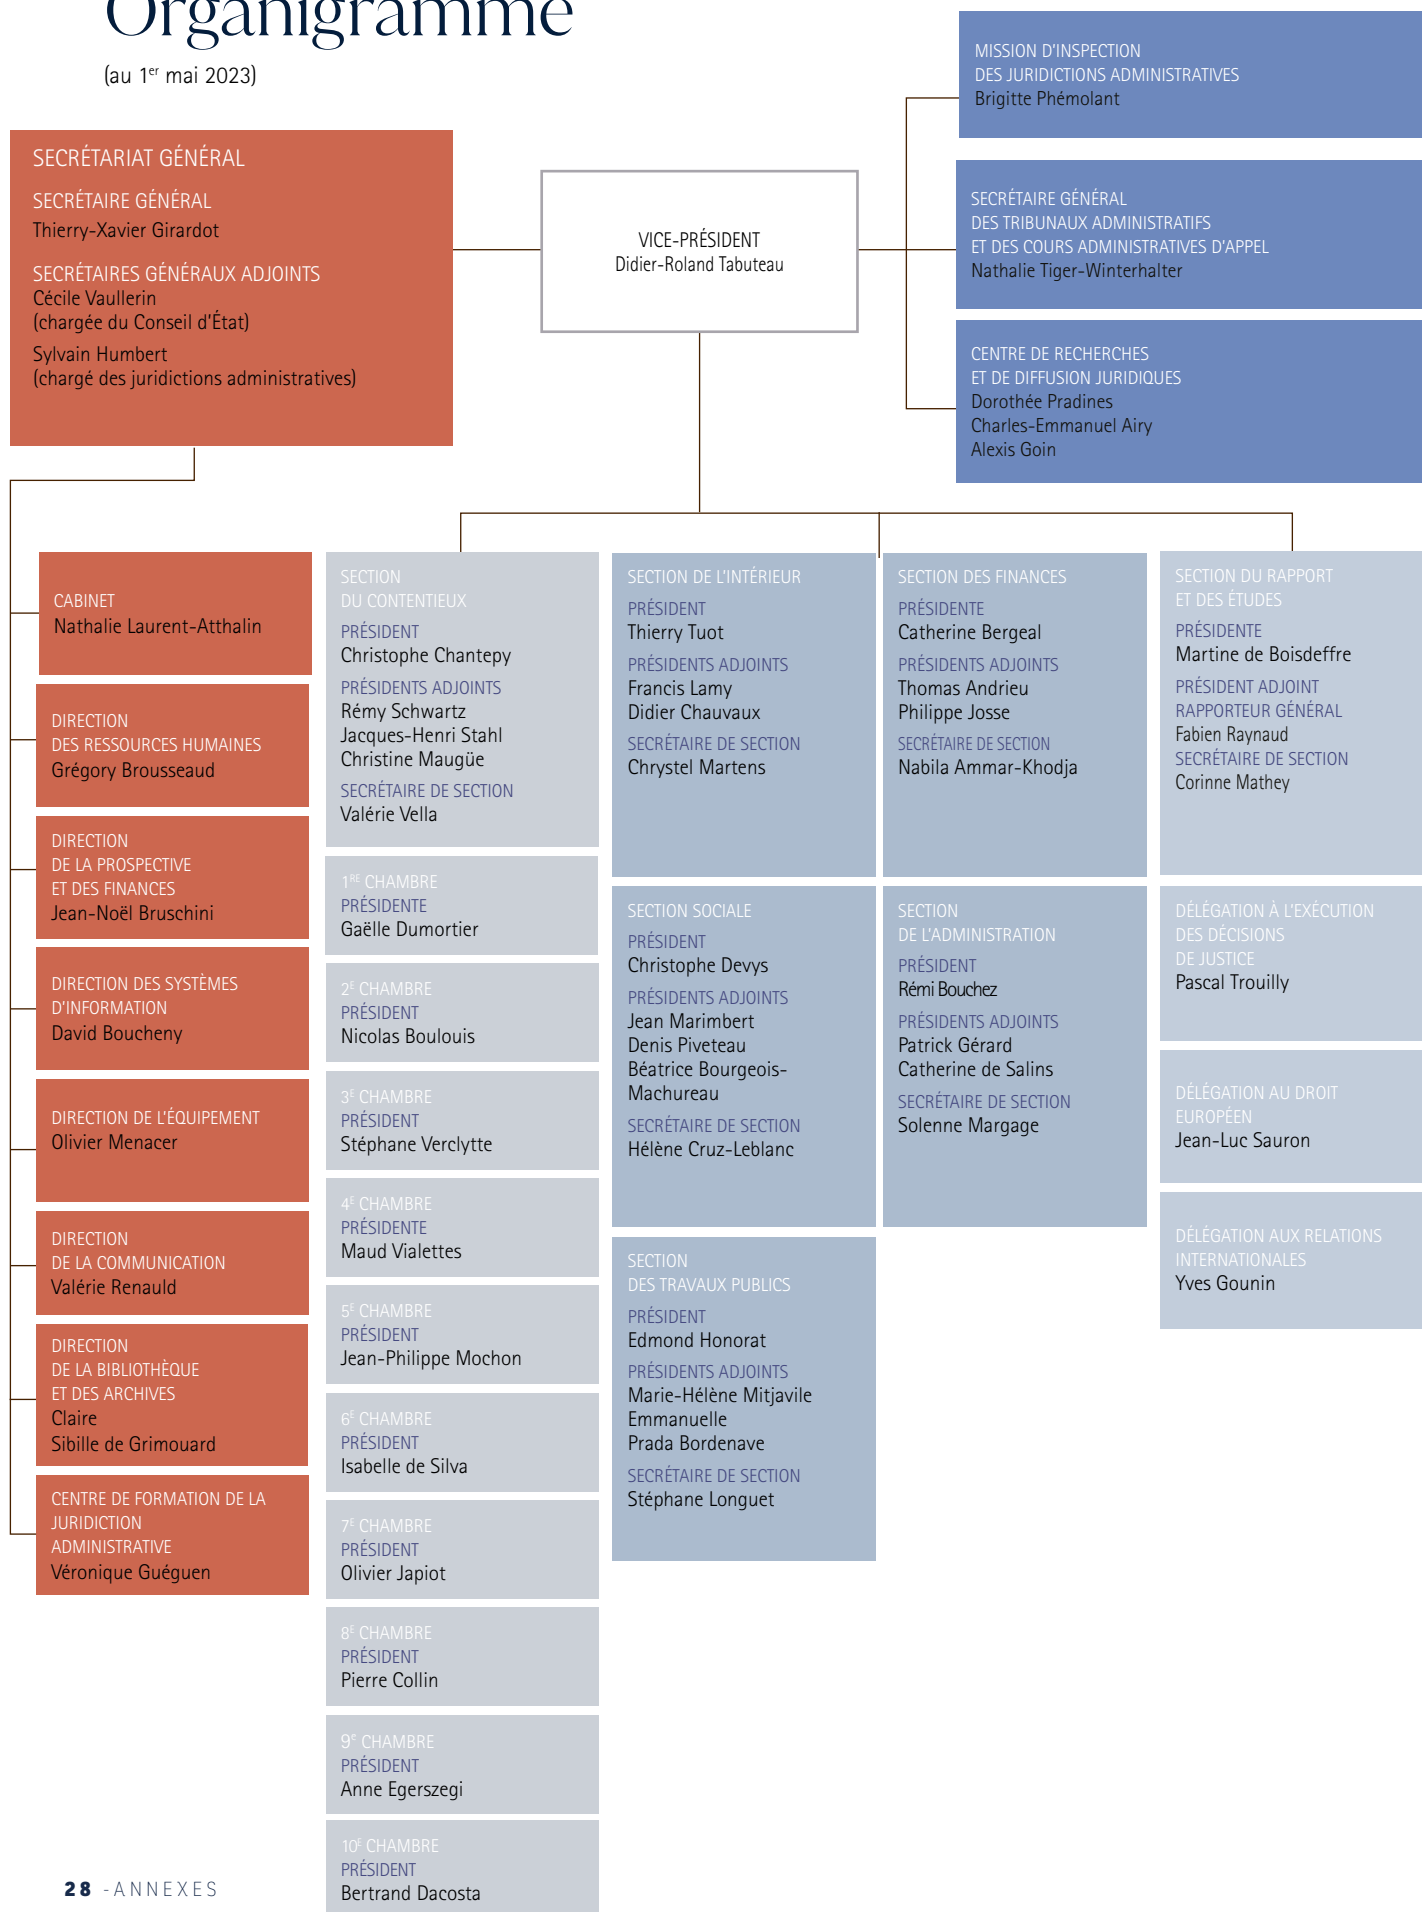 Organigramme
(au 1er mai 2023)
MISSION D'INSPECTION
DES JURIDICTIONS ADMINISTRATIVES
Brigitte Phémolant
SECRÉTARIAT GÉNÉRAL
SECRÉTAIRE GÉNÉRAL
Thierry-Xavier Girardot
SECRÉTAIRES GÉNÉRAUX ADJOINTS
Cécile Vaullerin
(chargée du Conseil d'État)
Sylvain Humbert
(chargé des juridictions administratives)
VICE-PRÉSIDENT
Didier-Roland Tabuteau
SECRÉTAIRE GÉNÉRAL
DES TRIBUNAUX ADMINISTRATIFS
ET DES COURS ADMINISTRATIVES D'APPEL
Nathalie Tiger-Winterhalter
CENTRE DE RECHERCHES
ET DE DIFFUSION JURIDIQUES
Dorothée Pradines
Charles-Emmanuel Airy
Alexis Goin
CABINET
Nathalie Laurent-Atthalin
DIRECTION
DES RESSOURCES HUMAINES
Grégory Brousseaud
DIRECTION
DE LA PROSPECTIVE
ET DES FINANCES
Jean-Noël Bruschini
DIRECTION DES SYSTÈMES
D'INFORMATION
David Boucheny
DIRECTION DE L'ÉQUIPEMENT
Olivier Menacer
DIRECTION
DE LA COMMUNICATION
Valérie Renauld
DIRECTION
DE LA BIBLIOTHÈQUE
ET DES ARCHIVES
Claire
Sibille de Grimouard
CENTRE DE FORMATION DE LA
JURIDICTION
ADMINISTRATIVE
Véronique Guéguen
SECTION
DU CONTENTIEUX
PRÉSIDENT
Christophe Chantepy
PRÉSIDENTS ADJOINTS
Rémy Schwartz
Jacques-Henri Stahl
Christine Maugüe
SECRÉTAIRE DE SECTION
Valérie Vella
1RE CHAMBRE
PRÉSIDENTE
Gaëlle Dumortier
2E CHAMBRE
PRÉSIDENT
Nicolas Boulouis
3E CHAMBRE
PRÉSIDENT
Stéphane Verclytte
4E CHAMBRE
PRÉSIDENTE
Maud Vialettes
5E CHAMBRE
PRÉSIDENT
Jean-Philippe Mochon
6E CHAMBRE
PRÉSIDENT
Isabelle de Silva
7E CHAMBRE
PRÉSIDENT
Olivier Japiot
8E CHAMBRE
PRÉSIDENT
Pierre Collin
9e CHAMBRE
PRÉSIDENT
Anne Egerszegi
10E CHAMBRE
PRÉSIDENT
Bertrand Dacosta
SECTION DE L'INTÉRIEUR
PRÉSIDENT
Thierry Tuot
PRÉSIDENTS ADJOINTS
Francis Lamy
Didier Chauvaux
SECRÉTAIRE DE SECTION
Chrystel Martens
SECTION SOCIALE
PRÉSIDENT
Christophe Devys
PRÉSIDENTS ADJOINTS
Jean Marimbert
Denis Piveteau
Béatrice Bourgeois-
Machureau
SECRÉTAIRE DE SECTION
Hélène Cruz-Leblanc
SECTION
DES TRAVAUX PUBLICS
PRÉSIDENT
Edmond Honorat
PRÉSIDENTS ADJOINTS
Marie-Hélène Mitjavile
Emmanuelle
Prada Bordenave
SECRÉTAIRE DE SECTION
Stéphane Longuet
SECTION DES FINANCES
PRÉSIDENTE
Catherine Bergeal
PRÉSIDENTS ADJOINTS
Thomas Andrieu
Philippe Josse
SECRÉTAIRE DE SECTION
Nabila Ammar-Khodja
SECTION
DE L'ADMINISTRATION
PRÉSIDENT
Rémi Bouchez
PRÉSIDENTS ADJOINTS
Patrick Gérard
Catherine de Salins
SECRÉTAIRE DE SECTION
Solenne Margage
SECTION DU RAPPORT
ET DES ÉTUDES
PRÉSIDENTE
Martine de Boisdeffre
PRÉSIDENT ADJOINT
RAPPORTEUR GÉNÉRAL
Fabien Raynaud
SECRÉTAIRE DE SECTION
Corinne Mathey
DÉLÉGATION À L'EXÉCUTION
DES DÉCISIONS
DE JUSTICE
Pascal Trouilly
DÉLÉGATION AU DROIT
EUROPÉEN
Jean-Luc Sauron
DÉLÉGATION AUX RELATIONS
INTERNATIONALES
Yves Gounin
28 -ANNEXES